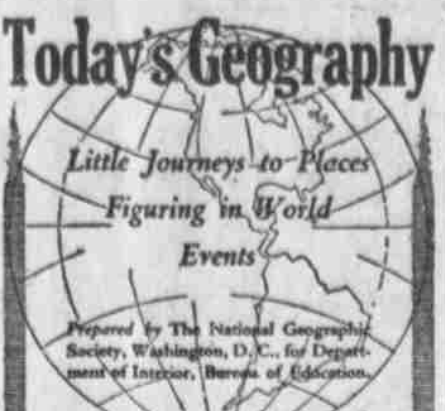 Today's Geography
Little Journeys to Places
Figuring in World
Events
Prepared by The National Geographic
Society, Washington, D. C., for Depart-
ment of Interior, Bureau of Education.